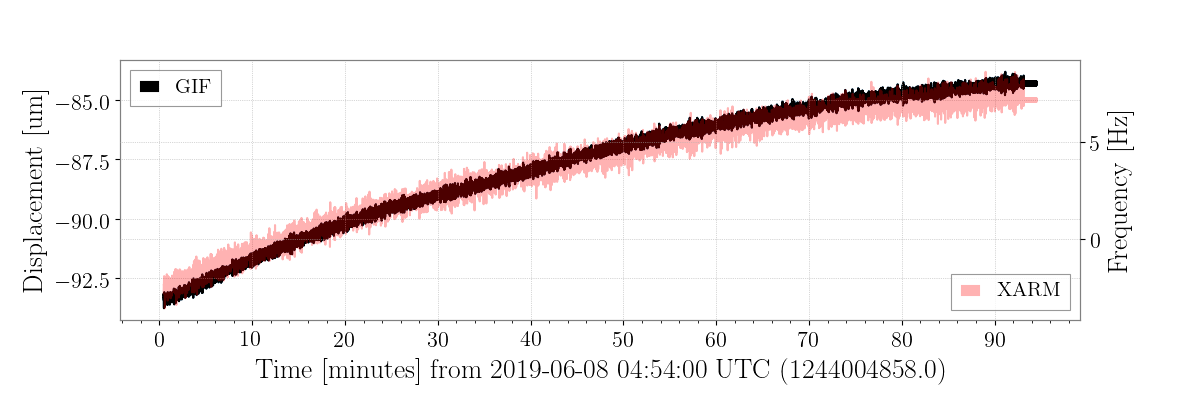 GIF
Displacement [um]
−85.0
−87.5
−90.0
−92.5
5
0
Frequency [Hz]
XARM
0 10 20 30 40 50 60 70 80 90
Time [minutes] from 2019-06-08 04:54:00 UTC (1244004858.0)